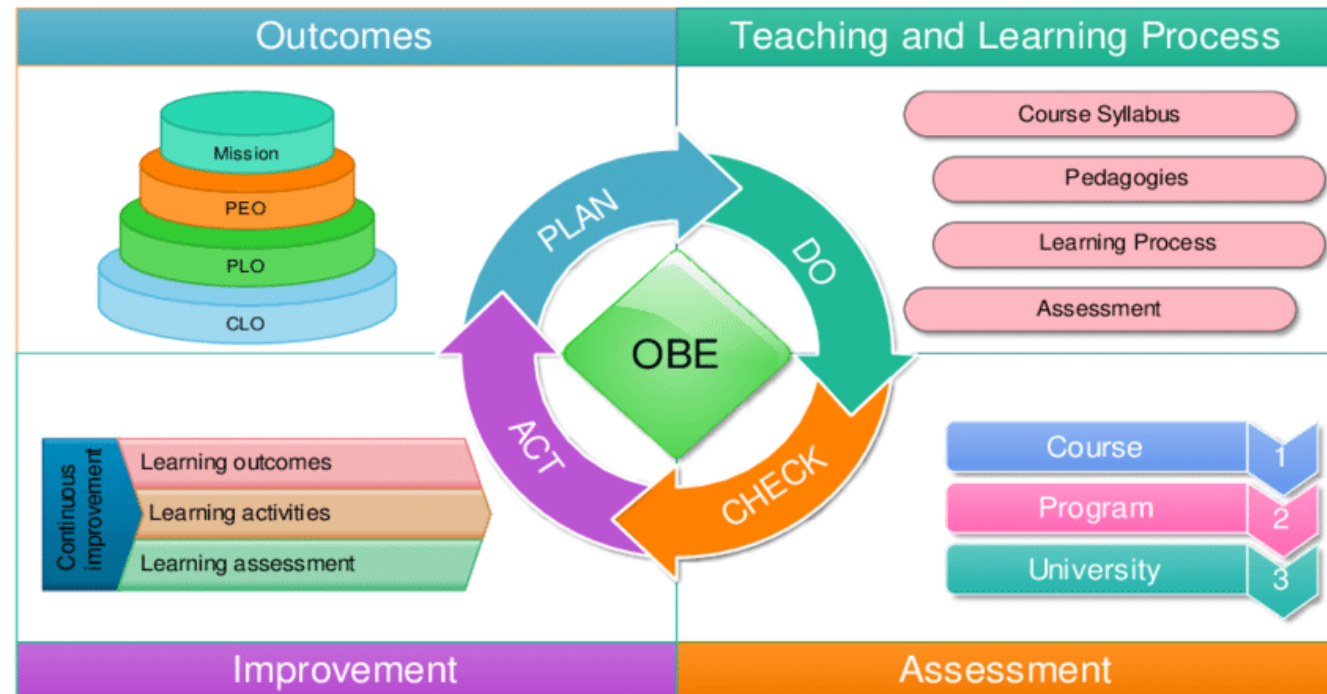 Outcomes
Teaching and Learning Process
Mission
PEO
PLO
CLO
Course Syllabus
Pedagogies
Learning Process
Assessment
PLAN
DO
OBE
ACT
CHECK
Continuous
improvement
Learning outcomes
Learning activities
Learning assessment
Course
1
Program
2
University
3
Improvement
Assessment